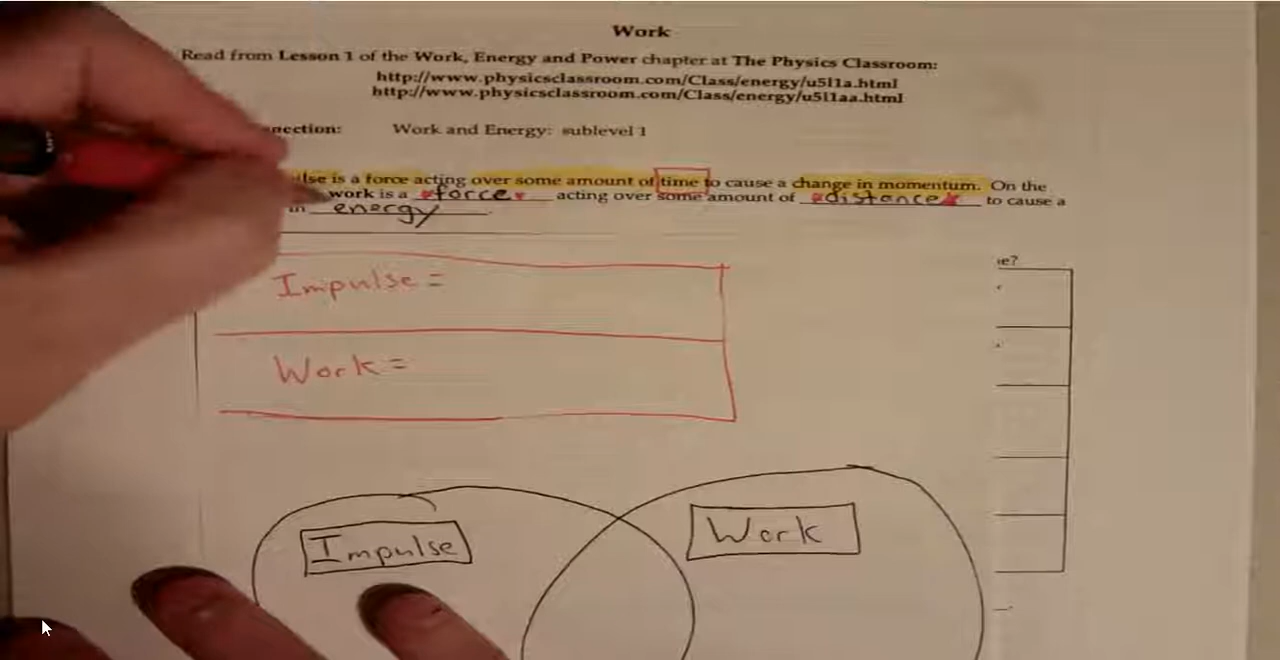 Work
Read from Lesson 1 of the Work, Energy and Power chapter at The Physics Classroom:
http://www.physicsclassroom.com/Class/energy/u5l1a.html
http://www.physicsclassroom.com/Class/energy/u5l1aa.html
Work and Energy: sublevel 1
is a force acting over some amount of time to cause a change in momentum. On the
work is a force acting over some amount of distance to cause a
in energy.
Impulse =
Work =
Impulse
Work